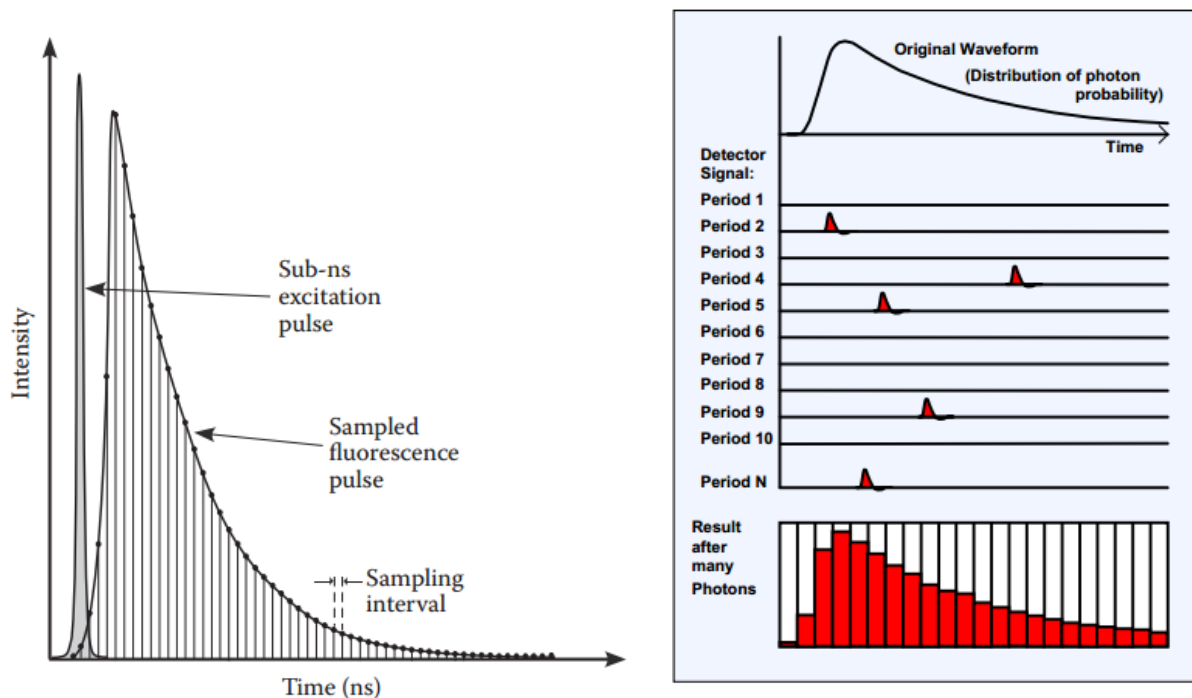 Intensity
Sub-ns
excitation
pulse
Sampled
fluorescence
pulse
Sampling
interval
Time (ns)
Original Waveform
(Distribution of photon
probability)
Time
Detector
Signal:
Period 1
Period 2
Period 3
Period 4
Period 5
Period 6
Period 7
Period 8
Period 9
Period 10
Period N
Result
after
many
Photons